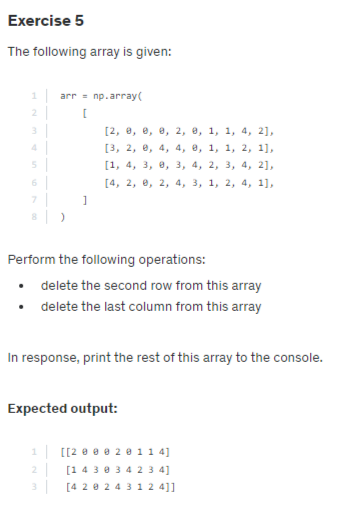 Exercise 5
The following array is given:
1 arr = np.array(
2 [
3 [2, 0, 0, 0, 2, 0, 1, 1, 4, 2],
4 [3, 2, 0, 4, 4, 0, 1, 1, 2, 1],
5 [1, 4, 3, 0, 3, 4, 2, 3, 4, 2],
6 [4, 2, 0, 2, 4, 3, 1, 2, 4, 1],
7 ]
8 )
Perform the following operations:
• delete the second row from this array
• delete the last column from this array
In response, print the rest of this array to the console.
Expected output:
1 [[2 0 0 0 2 0 1 1 4]
2 [1 4 3 0 3 4 2 3 4]
3 [4 2 0 2 4 3 1 2 4]]